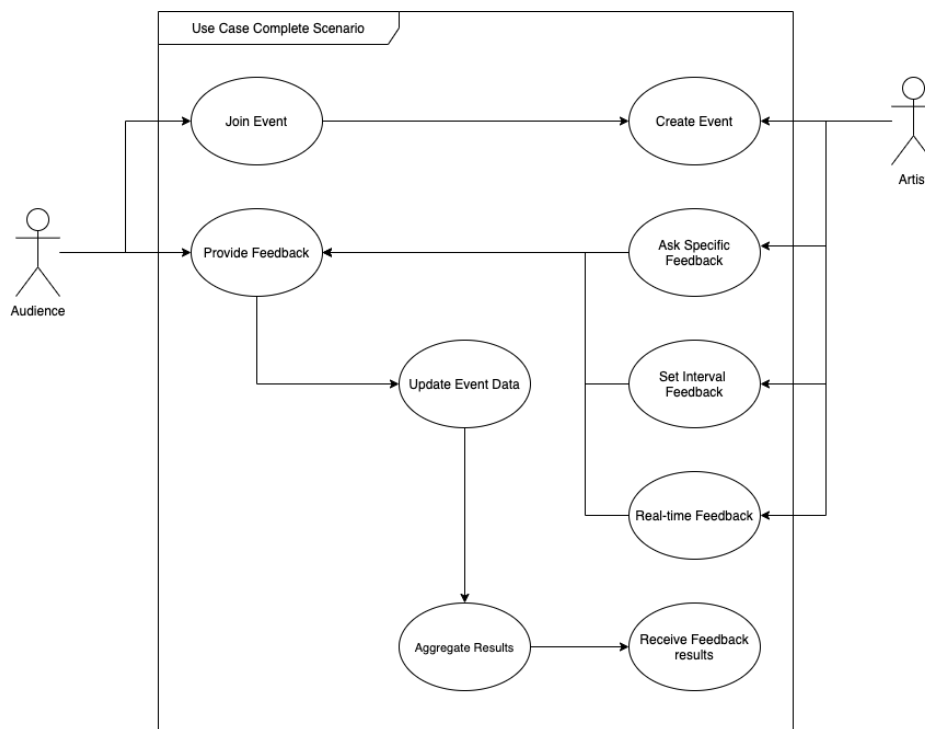 Use Case Complete Scenario
Join Event
Create Event
Artis
Provide Feedback
Ask Specific
Feedback
Audience
Update Event Data
Set Interval
Feedback
Real-time Feedback
Aggregate Results
Receive Feedback
results